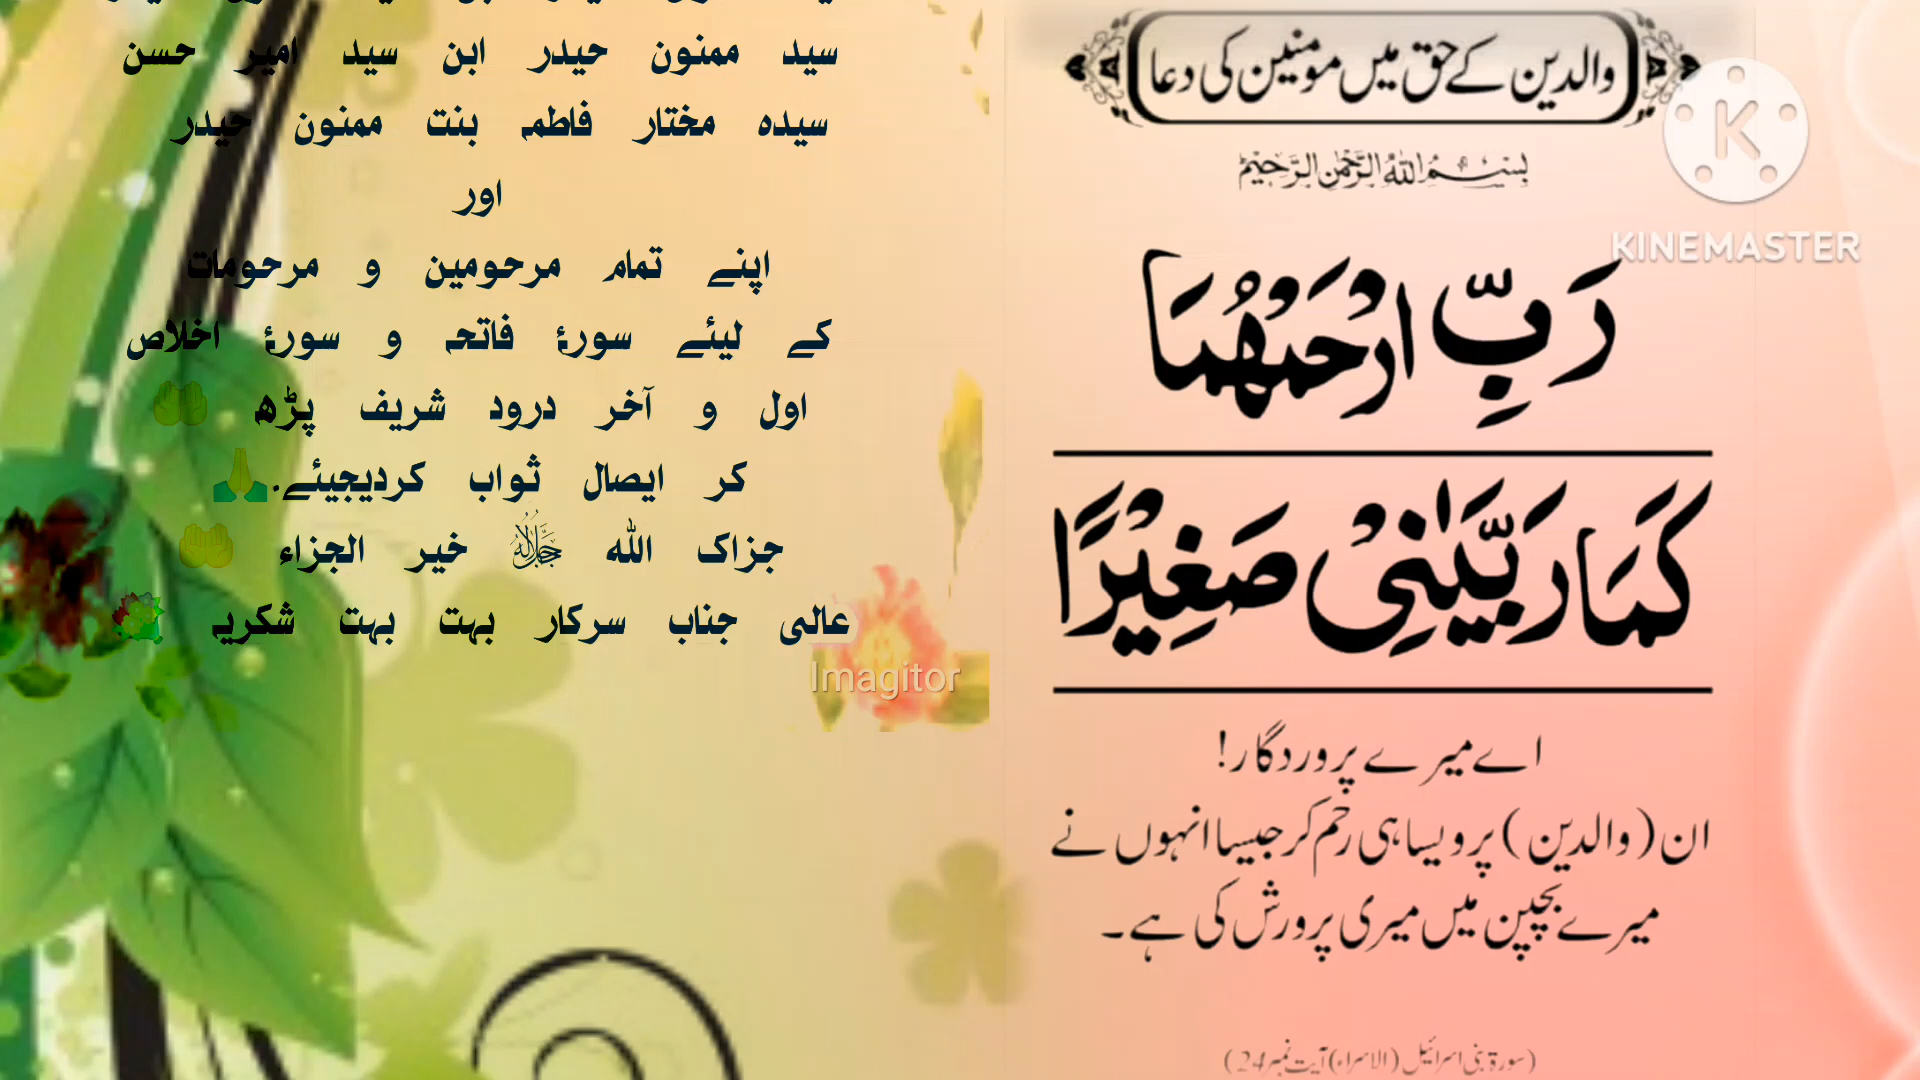 سید ممنون حیدر ابن سید امیر حسن
سیدہ مختار فاطمہ بنت ممنون حیدر
اور
اپنے تمام مرحومین و مرحومات
کے لیئے سورۂ فاتحہ و سورۂ اخلاص
اول و آخر درود شریف پڑھ 🤲
کر ایصال ثواب کردیجیئے.🙏
جزاک اللہ ﷻ خیر الجزاء 🤲
عالی جناب سرکار بہت بہت شکریہ 💐
Imagitor
والدین کے حق میں مومنین کی دعا
بِسْمِ اللهِ الرَّحْمٰنِ الرَّحِيْمِ
KINEMASTER
رَبِّ ارْحَمْهُمَا
كَمَا رَبَّيٰنِيْ صَغِيْرًا
اے میرے پروردگار!
ان (والدین) پر ویسا ہی رحم کر جیسا انہوں نے
میرے بچپن میں میری پرورش کی ہے۔
(سورۃ بنی اسرائیل (الاسراء) آیت نمبر 24)